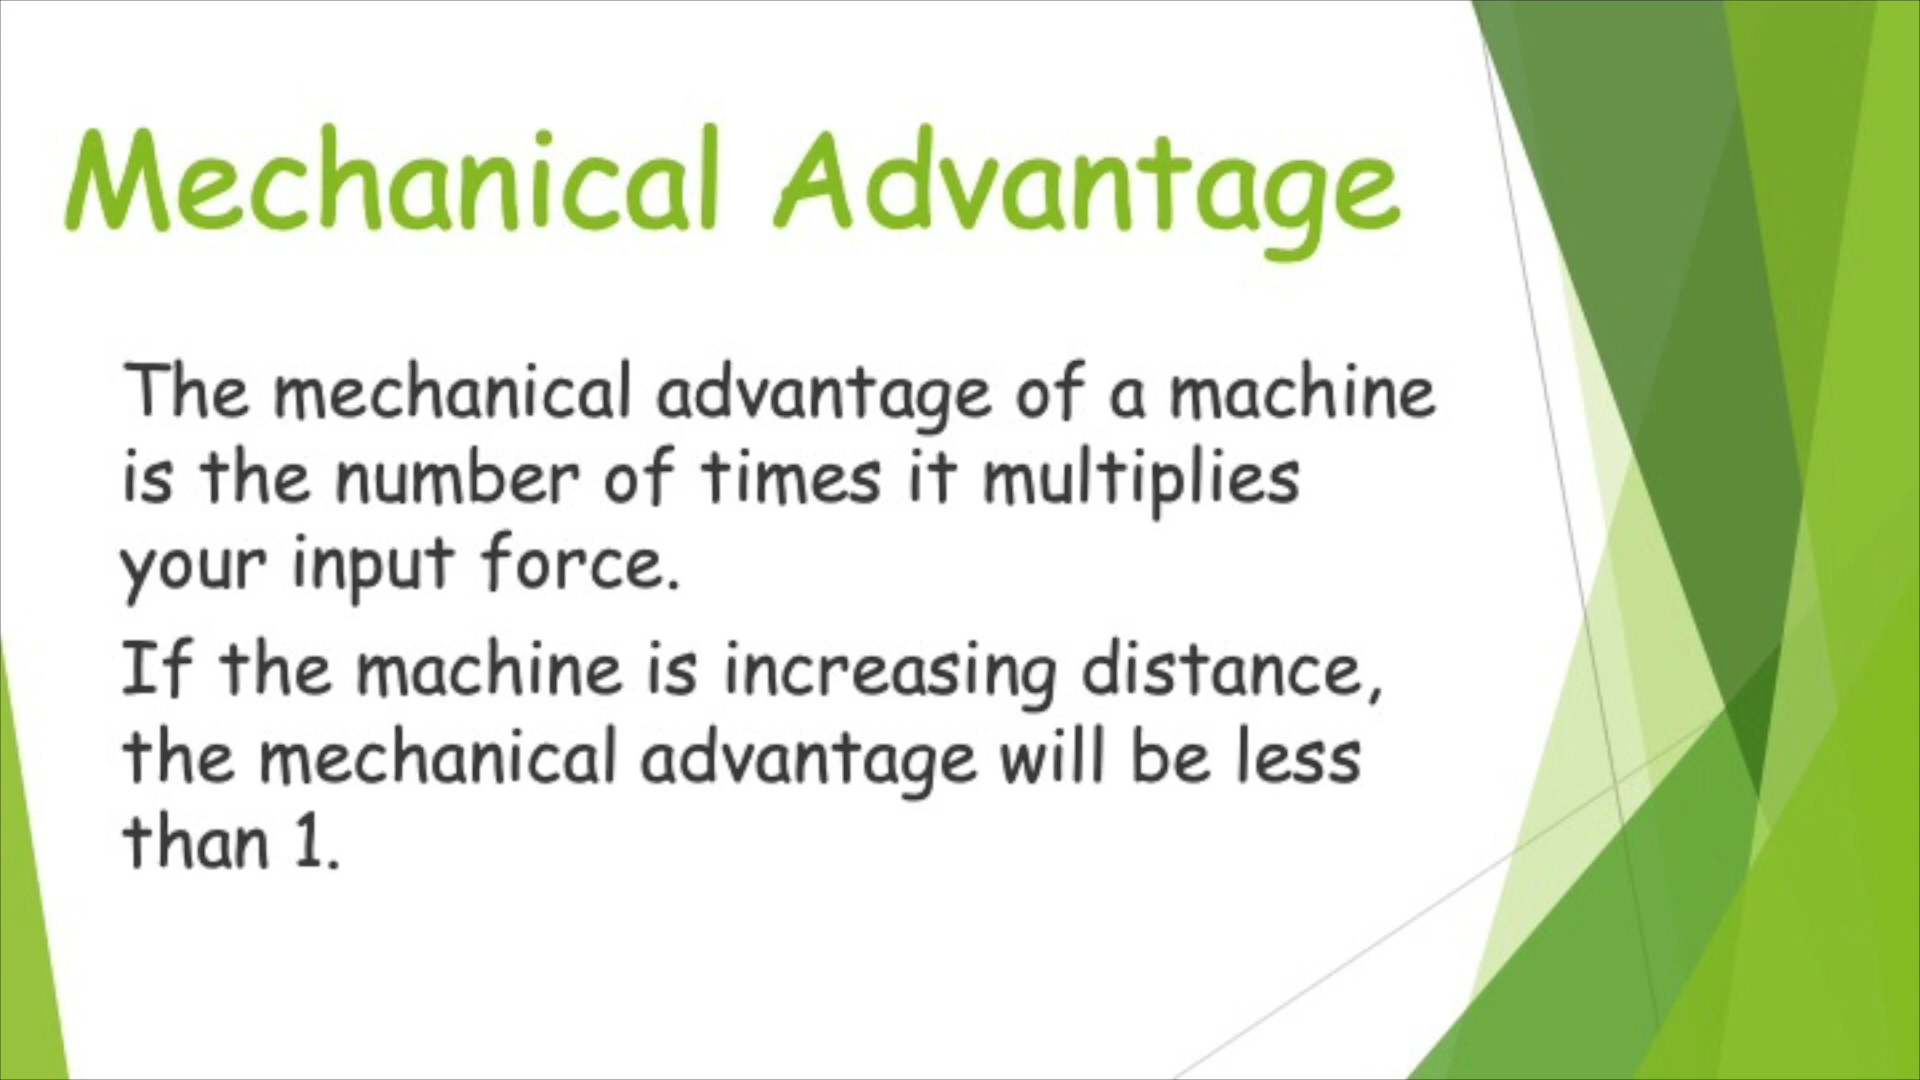 Mechanical Advantage
The mechanical advantage of a machine
is the number of times it multiplies
your input force.
If the machine is increasing distance,
the mechanical advantage will be less
than 1.